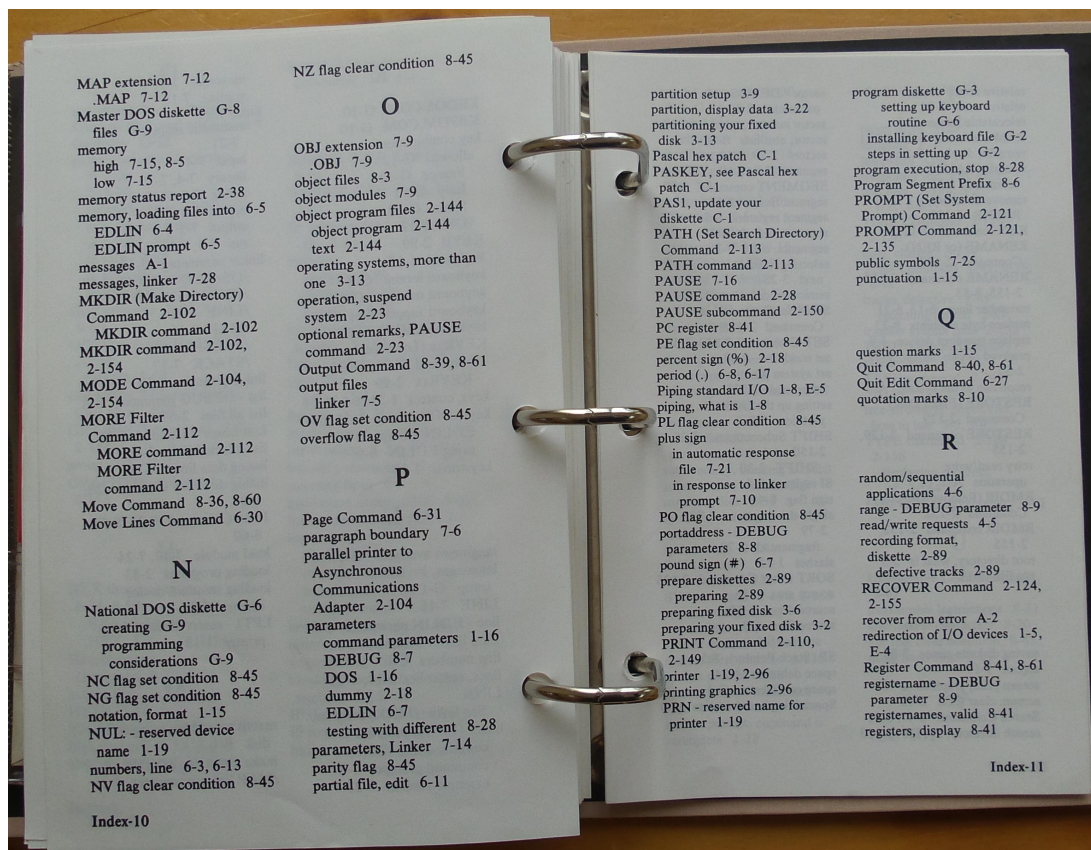 MAP extension 7-12
.MAP 7-12
Master DOS diskette G-8
files G-9
memory
high 7-15, 8-5
low 7-15
memory status report 2-38
memory, loading files into 6-5
EDLIN 6-4
EDLIN prompt 6-5
messages A-1
messages, linker 7-28
MKDIR (Make Directory)
Command 2-102
MKDIR command 2-102
MKDIR command 2-102,
2-154
MODE Command 2-104,
2-154
MORE Filter
Command 2-112
MORE command 2-112
MORE Filter
command 2-112
Move Command 8-36, 8-60
Move Lines Command 6-30
N
National DOS diskette G-6
creating G-9
programming
considerations G-9
NC flag set condition 8-45
NG flag set condition 8-45
notation, format 1-15
NUL: - reserved device
name 1-19
numbers, line 6-3, 6-13
NV flag clear condition 8-45
Index-10
NZ flag clear condition 8-45
O
OBJ extension 7-9
.OBJ 7-9
object files 8-3
object modules 7-9
object program files 2-144
object program 2-144
text 2-144
operating systems, more than
one 3-13
operation, suspend
system 2-23
optional remarks, PAUSE
command 2-23
Output Command 8-39, 8-61
output files
linker 7-5
OV flag set condition 8-45
overflow flag 8-45
P
Page Command 6-31
paragraph boundary 7-6
parallel printer to
Asynchronous
Communications
Adapter 2-104
parameters
command parameters 1-16
DEBUG 8-7
DOS 1-16
dummy 2-18
EDLIN 6-7
testing with different 8-28
parameters, Linker 7-14
parity flag 8-45
partial file, edit 6-11
partition setup 3-9
partition, display data 3-22
partitioning your fixed
disk 3-13
Pascal hex patch C-1
PASKEY, see Pascal hex
patch C-1
PAS1, update your
diskette C-1
PATH (Set Search Directory)
Command 2-113
PATH command 2-113
PAUSE 7-16
PAUSE command 2-28
PAUSE subcommand 2-150
PC register 8-41
PE flag set condition 8-45
percent sign (%) 2-18
period (.) 6-8, 6-17
Piping standard I/O 1-8, E-5
piping, what is 1-8
PL flag clear condition 8-45
plus sign
in automatic response
file 7-21
in response to linker
prompt 7-10
PO flag clear condition 8-45
portaddress - DEBUG
parameters 8-8
pound sign (#) 6-7
prepare diskettes 2-89
preparing 2-89
preparing fixed disk 3-6
preparing your fixed disk 3-2
PRINT Command 2-110,
2-149
printer 1-19, 2-96
printing graphics 2-96
PRN - reserved name for
printer 1-19
program diskette G-3
setting up keyboard
routine G-6
installing keyboard file G-2
steps in setting up G-2
program execution, stop 8-28
Program Segment Prefix 8-6
PROMPT (Set System
Prompt) Command 2-121
PROMPT Command 2-121,
2-135
public symbols 7-25
punctuation 1-15
Q
question marks 1-15
Quit Command 8-40, 8-61
Quit Edit Command 6-27
quotation marks 8-10
R
random/sequential
applications 4-6
range - DEBUG parameter 8-9
read/write requests 4-5
recording format,
diskette 2-89
defective tracks 2-89
RECOVER Command 2-124,
2-155
recover from error A-2
redirection of I/O devices 1-5,
E-4
Register Command 8-41, 8-61
registername - DEBUG
parameter 8-9
registernames, valid 8-41
registers, display 8-41
Index-11